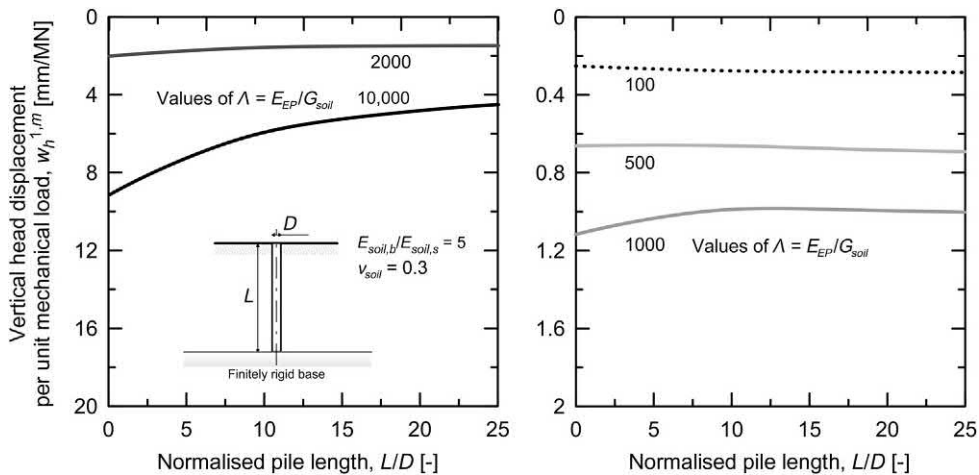 Vertical head displacement
per unit mechanical load, w_h^{1,m} [mm/MN]
0
4
8
12
16
20
2000
Values of Λ = E_EP/G_soil
10,000
D
E_soil,b/E_soil,s = 5
ν_soil = 0.3
L
Finitely rigid base
0
5
10
15
20
25
Normalised pile length, L/D [-]
0
0.4
0.8
1.2
1.6
2
100
500
1000
Values of Λ = E_EP/G_soil
0
5
10
15
20
25
Normalised pile length, L/D [-]